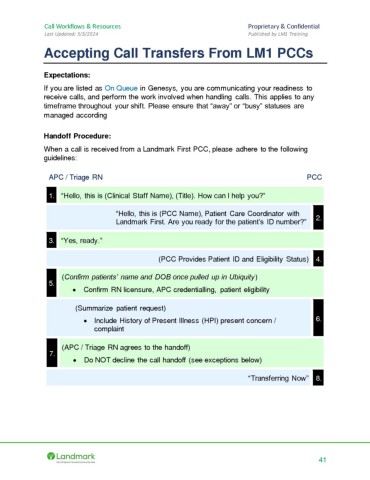 Call Workflows & Resources
Proprietary & Confidential
Last Updated: 5/3/2024
Published by LM1 Training
Accepting Call Transfers From LM1 PCCs
Expectations:
If you are listed as On Queue in Genesys, you are communicating your readiness to
receive calls, and perform the work involved when handling calls. This applies to any
timeframe throughout your shift. Please ensure that “away” or “busy” statuses are
managed according
Handoff Procedure:
When a call is received from a Landmark First PCC, please adhere to the following
guidelines:
APC / Triage RN
PCC
1. “Hello, this is (Clinical Staff Name), (Title). How can I help you?”
“Hello, this is (PCC Name), Patient Care Coordinator with
Landmark First. Are you ready for the patient’s ID number?”
2.
3. “Yes, ready.”
(PCC Provides Patient ID and Eligibility Status) 4.
5.
(Confirm patients’ name and DOB once pulled up in Ubiquity)
• Confirm RN licensure, APC credentialling, patient eligibility
(Summarize patient request)
• Include History of Present Illness (HPI) present concern /
complaint
6.
7.
(APC / Triage RN agrees to the handoff)
• Do NOT decline the call handoff (see exceptions below)
“Transferring Now” 8.
Landmark
41